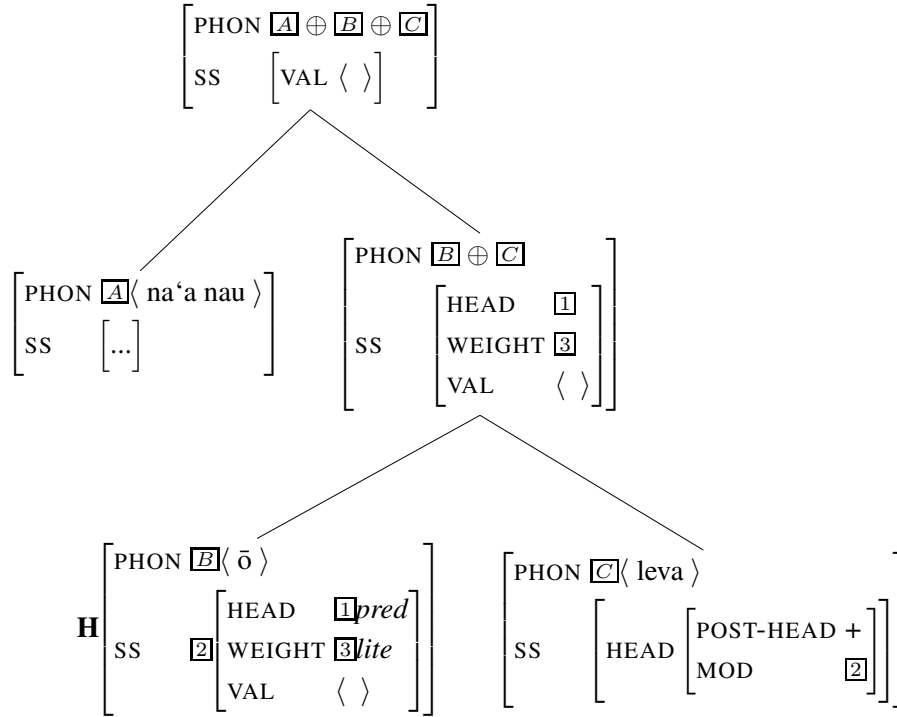 PHON A ⊕ B ⊕ C
SS [VAL ⟨ ⟩]
PHON A⟨ na‘a nau ⟩
SS [...]
PHON B ⊕ C
SS
HEAD 1
WEIGHT 3
VAL ⟨ ⟩
H
PHON B⟨ ō ⟩
SS 2
HEAD 1pred
WEIGHT 3lite
VAL ⟨ ⟩
PHON C⟨ leva ⟩
SS
HEAD
POST-HEAD +
MOD 2